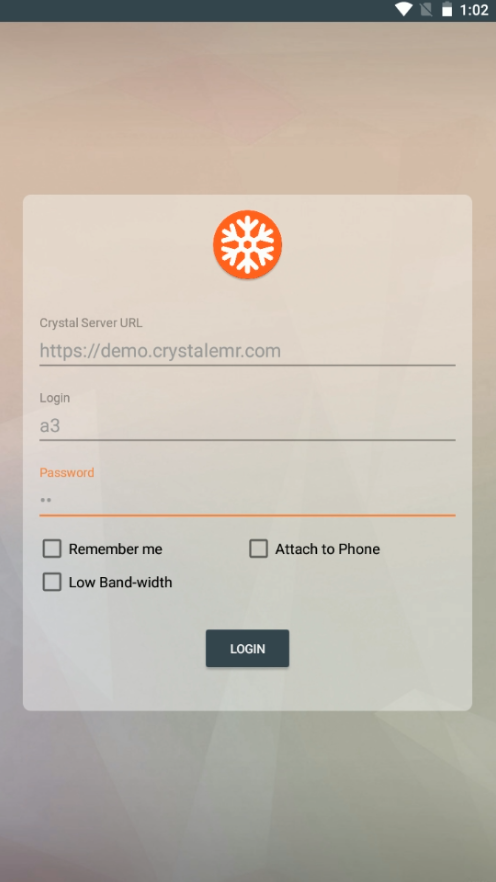 1:02
Crystal Server URL
https://demo.crystalemr.com
Login
a3
Password
••
Remember me
Attach to Phone
Low Band-width
LOGIN